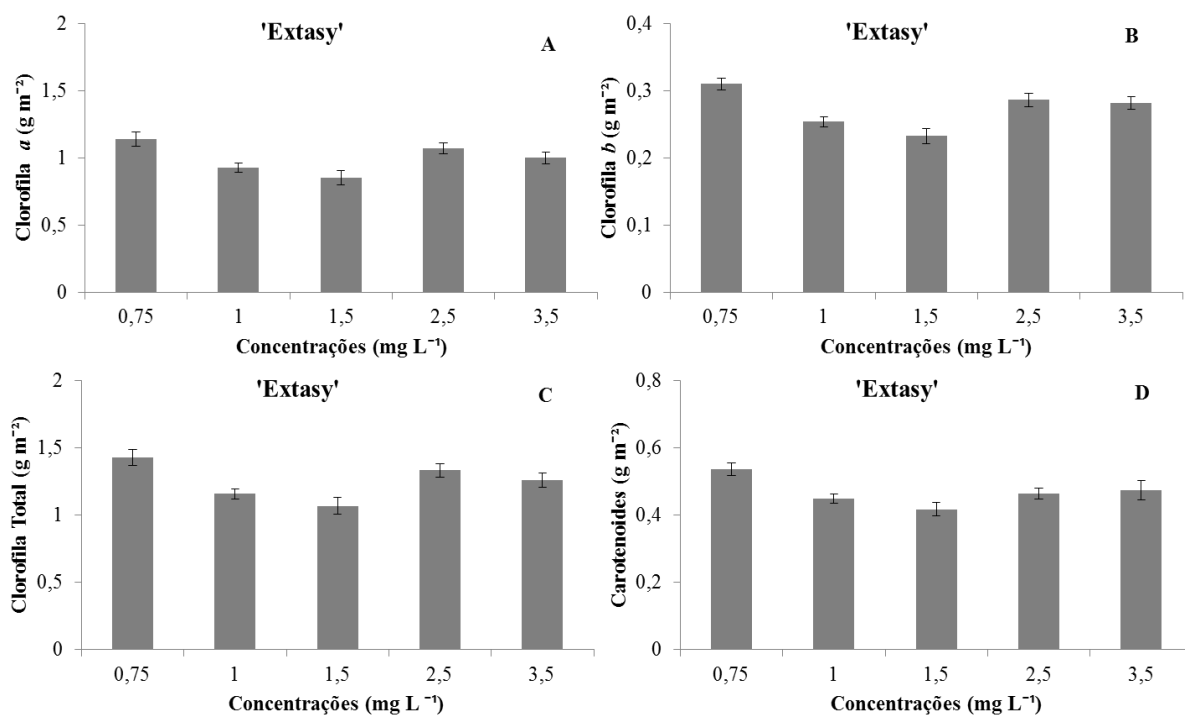 'Extasy'
A
Clorofila a (g m⁻²)
2
1,5
1
0,5
0
0,75 1 1,5 2,5 3,5
Concentrações (mg L⁻¹)
'Extasy'
B
Clorofila b (g m⁻²)
0,4
0,3
0,2
0,1
0
0,75 1 1,5 2,5 3,5
Concentrações (mg L⁻¹)
'Extasy'
C
Clorofila Total (g m⁻²)
2
1,5
1
0,5
0
0,75 1 1,5 2,5 3,5
Concentrações (mg L ⁻¹)
'Extasy'
D
Carotenoides (g m⁻²)
0,8
0,6
0,4
0,2
0
0,75 1 1,5 2,5 3,5
Concentrações (mg L ⁻¹)